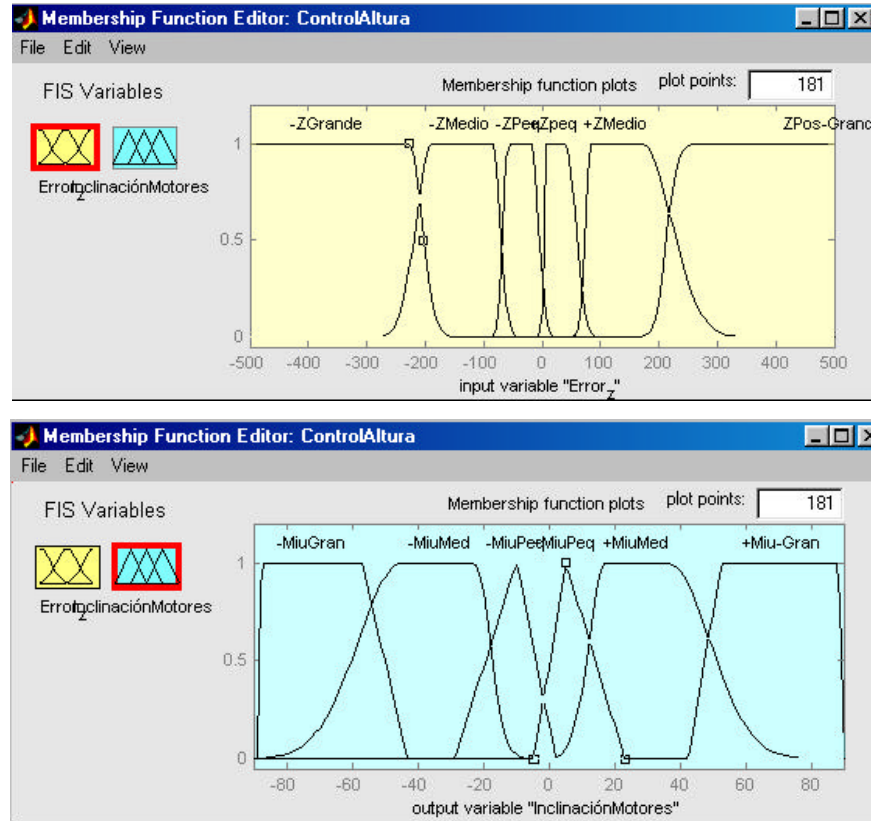 Membership Function Editor: ControlAltura
File Edit View
FIS Variables
Membership function plots plot points: 181
-ZGrande -ZMedio +ZMedio
1
0.5
0
-500 -400 -300 -200 -100 0 100 200 300 400 500
input variable "Error_Z"
Membership Function Editor: ControlAltura
File Edit View
FIS Variables
Membership function plots plot points: 181
-MiuGran -MiuMed +MiuMed +Miu-Gran
1
0.5
0
-80 -60 -40 -20 0 20 40 60 80
output variable "InclinaciónMotores"